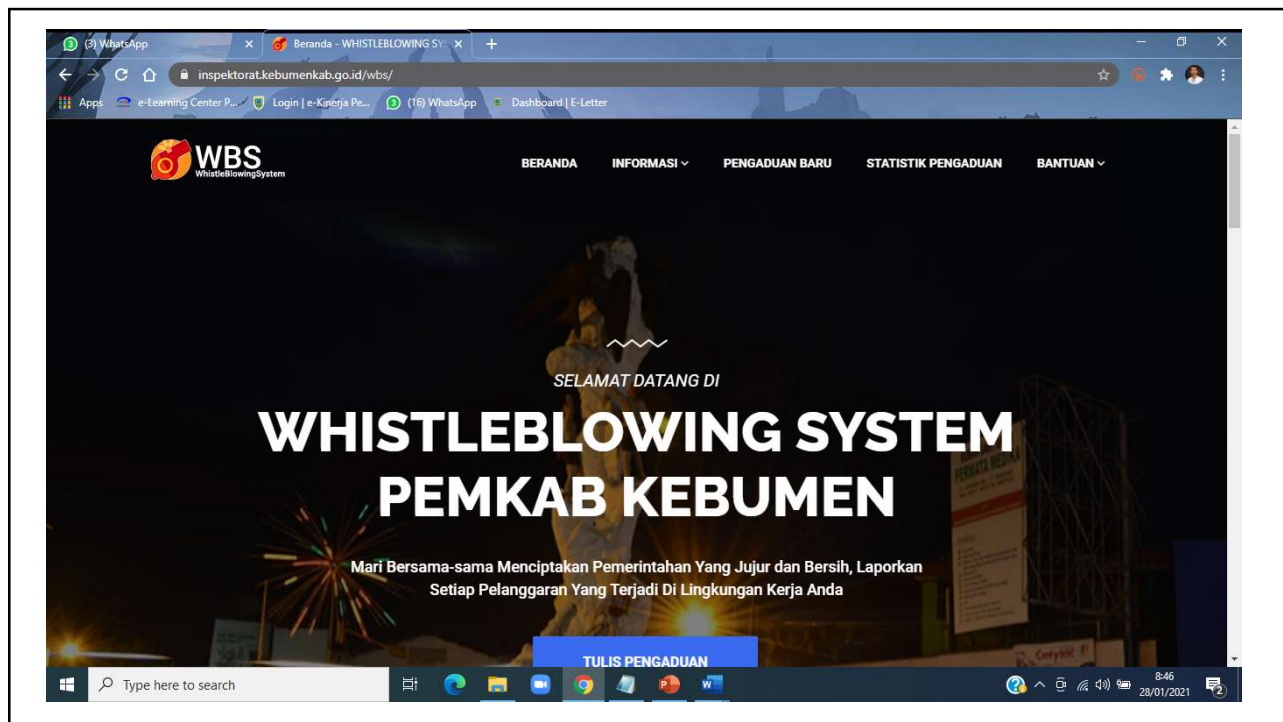 (3) WhatsApp
Beranda - WHISTLEBLOWING SY
inspektorat.kebumenkab.go.id/wbs/
Apps e-Learning Center P... Login | e-Kinerja Pe... (16) WhatsApp Dashboard | E-Letter
WBS
WhistleBlowingSystem
BERANDA INFORMASI PENGADUAN BARU STATISTIK PENGADUAN BANTUAN
SELAMAT DATANG DI
WHISTLEBLOWING SYSTEM
PEMKAB KEBUMEN
PERMATA MEDIKA
Mari Bersama-sama Menciptakan Pemerintahan Yang Jujur dan Bersih, Laporkan
Setiap Pelanggaran Yang Terjadi Di Lingkungan Kerja Anda
TULIS PENGADUAN
Type here to search
8:46
28/01/2021
2